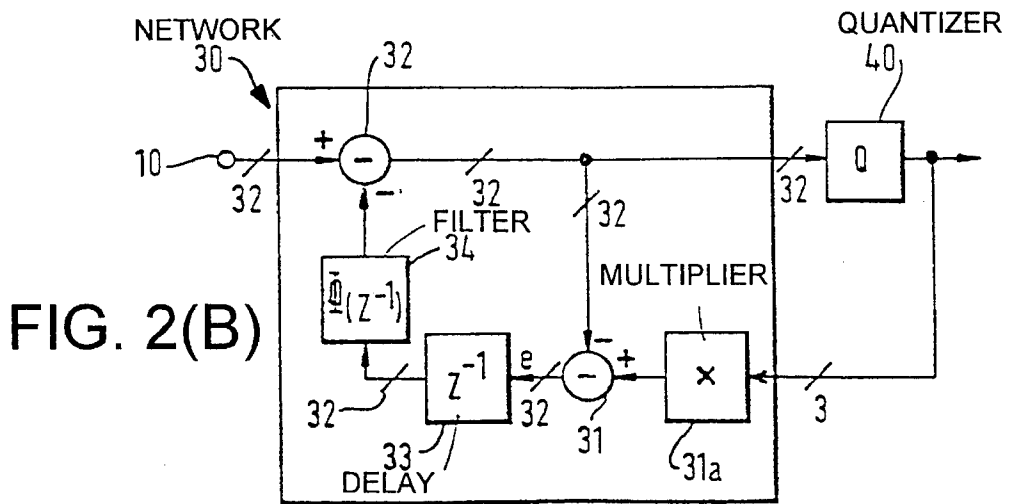 NETWORK
30
32
QUANTIZER
40
10
+
-
32
32
32
Q
-
32
FILTER
34
Φ(Z⁻¹)
MULTIPLIER
FIG. 2(B)
32
Z⁻¹
e
32
-
+
-
31
×
31a
3
33
DELAY